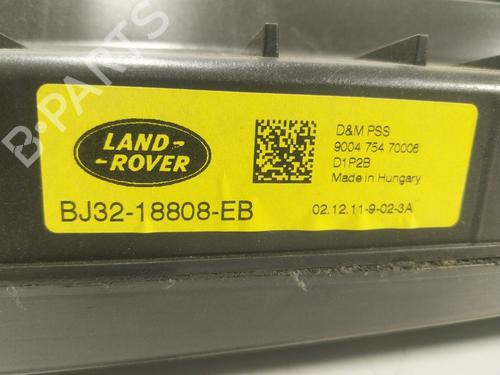 B-PARTS
LAND-
-ROVER
BJ32-18808-EB
D&M PSS
9004 754 70006
D1P2B
Made in Hungary
02.12.11-9-02-3A